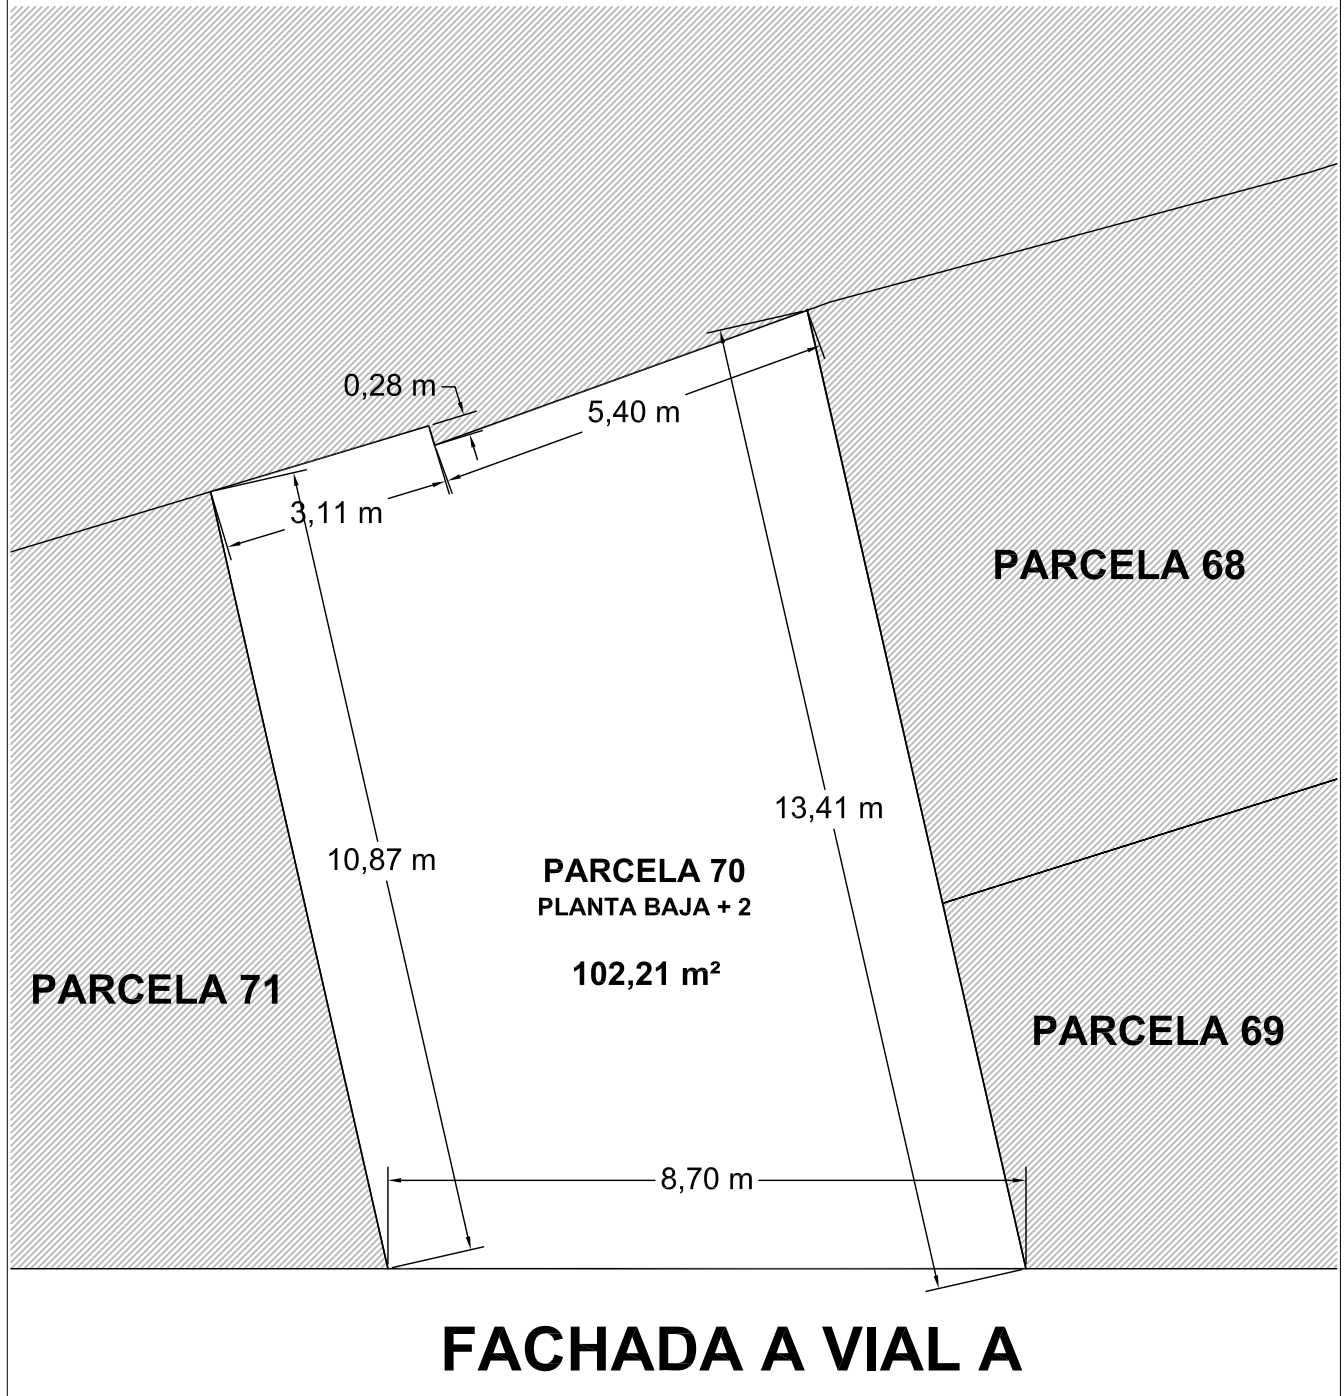 0,28 m
5,40 m
3,11 m
PARCELA 68
13,41 m
10,87 m
PARCELA 70
PLANTA BAJA + 2
102,21 m²
PARCELA 71
PARCELA 69
8,70 m
FACHADA A VIAL A